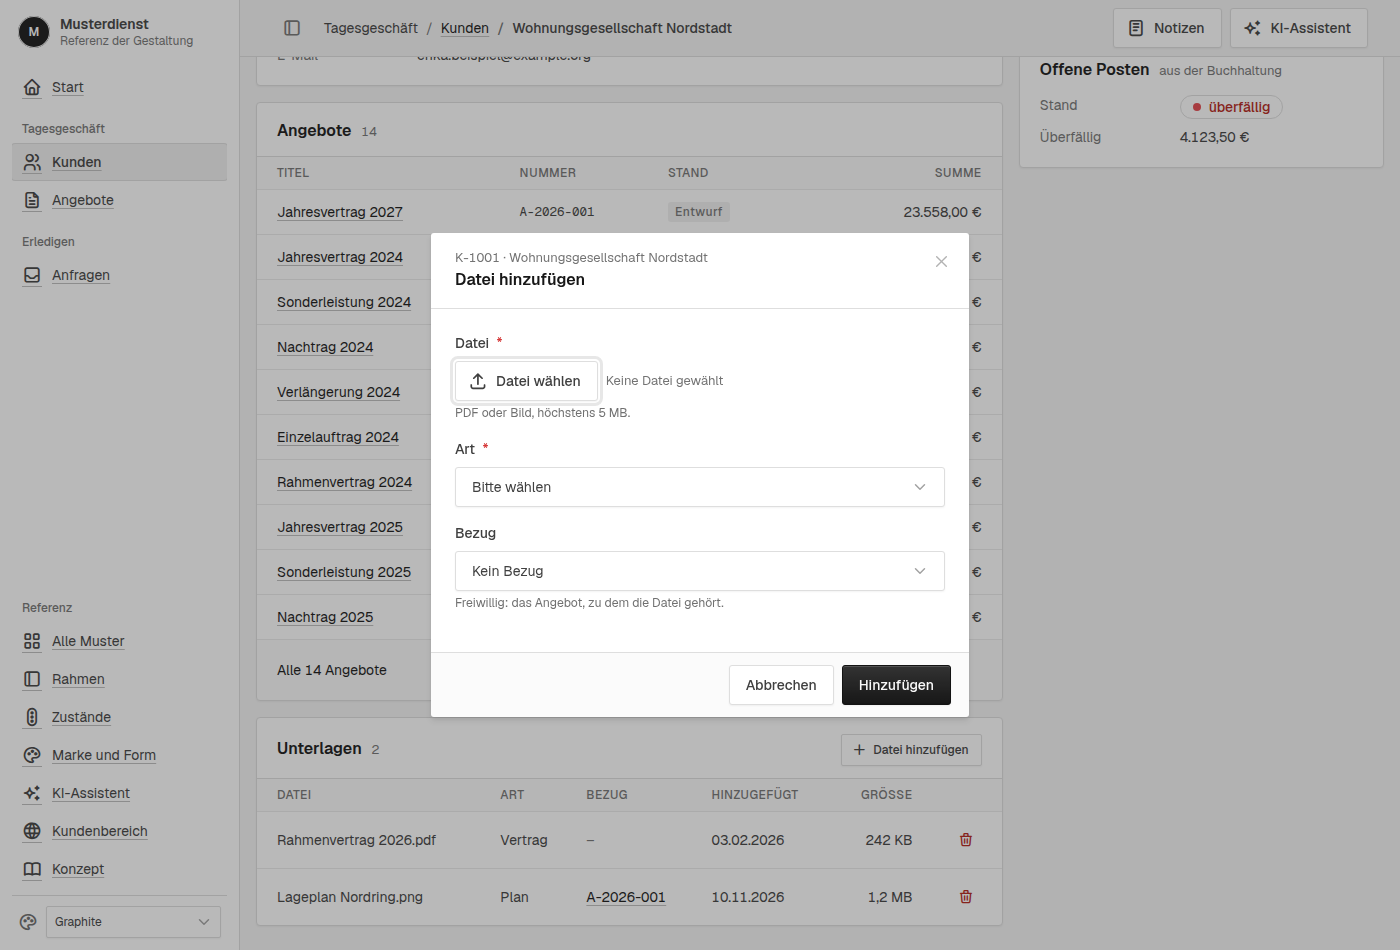 M
Musterdienst
Referenz der Gestaltung
Start
Tagesgeschäft
Kunden
Angebote
Erledigen
Anfragen
Referenz
Alle Muster
Rahmen
Zustände
Marke und Form
KI-Assistent
Kundenbereich
Konzept
Graphite
Tagesgeschäft / Kunden / Wohnungsgesellschaft Nordstadt
Notizen
KI-Assistent
Angebote 14
TITEL NUMMER STAND SUMME
Jahresvertrag 2027 A-2026-001 Entwurf 23.558,00 €
Jahresvertrag 2024 €
Sonderleistung 2024 €
Nachtrag 2024 €
Verlängerung 2024 €
Einzelauftrag 2024 €
Rahmenvertrag 2024 €
Jahresvertrag 2025 €
Sonderleistung 2025 €
Nachtrag 2025 €
Alle 14 Angebote
K-1001 · Wohnungsgesellschaft Nordstadt
Datei hinzufügen
Datei *
Datei wählen Keine Datei gewählt
PDF oder Bild, höchstens 5 MB.
Art *
Bitte wählen
Bezug
Kein Bezug
Freiwillig: das Angebot, zu dem die Datei gehört.
Abbrechen
Hinzufügen
Unterlagen 2
Datei hinzufügen
DATEI ART BEZUG HINZUGEFÜGT GRÖSSE
Rahmenvertrag 2026.pdf Vertrag – 03.02.2026 242 KB
Lageplan Nordring.png Plan A-2026-001 10.11.2026 1,2 MB
Offene Posten aus der Buchhaltung
Stand überfällig
Überfällig 4.123,50 €